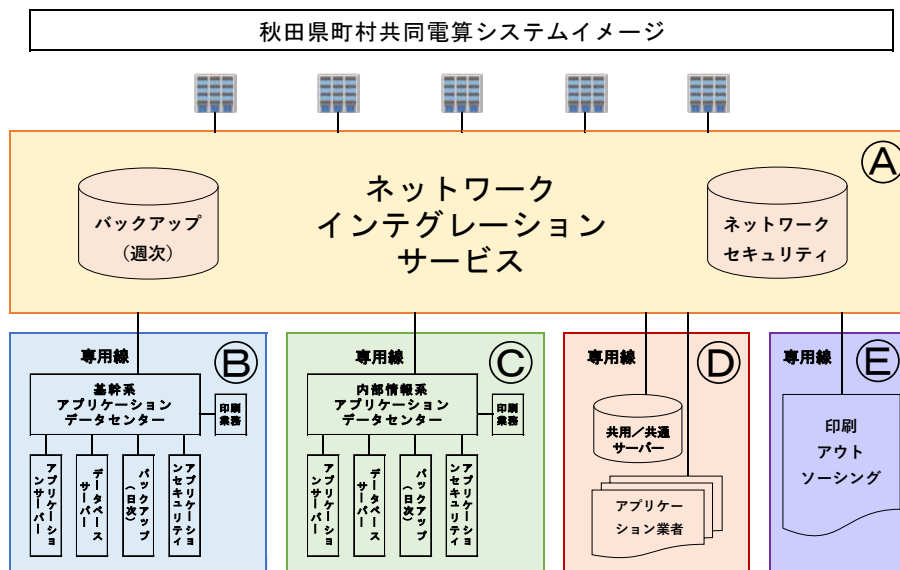 秋田県町村共同電算システムイメージ
Ⓐ
バックアップ
(週次)
ネットワーク
インテグレーション
サービス
ネットワーク
セキュリティ
専用線
Ⓑ
基幹系
アプリケーション
データセンター
印刷
業務
アプリケーショ
ンサーバー
データベース
サーバー
バックアップ
(日次)
アプリケーショ
ンセキュリティ
専用線
Ⓒ
内部情報系
アプリケーション
データセンター
印刷
業務
アプリケーショ
ンサーバー
データベース
サーバー
バックアップ
(日次)
アプリケーショ
ンセキュリティ
専用線
Ⓓ
共用／共通
サーバー
アプリケー
ション業者
専用線
Ⓔ
印刷
アウト
ソーシング